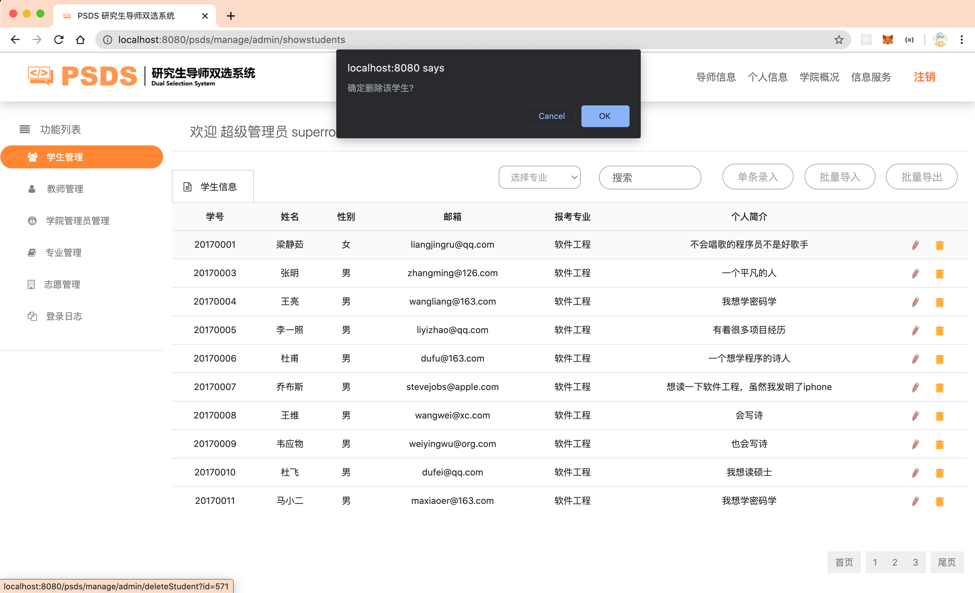 PSDS 研究生导师双选系统
localhost:8080/psds/manage/admin/showstudents
</> PSDS 研究生导师双选系统
Dual Selection System
导师信息 个人信息 学院概况 信息服务 注销
localhost:8080 says
确定删除该学生?
Cancel OK
功能列表
学生管理
教师管理
学院管理员管理
专业管理
志愿管理
登录日志
欢迎 超级管理员 superro
学生信息
选择专业 搜索 单条录入 批量导入 批量导出
学号 姓名 性别 邮箱 报考专业 个人简介
20170001 梁静茹 女 liangjingru@qq.com 软件工程 不会唱歌的程序员不是好歌手
20170003 张明 男 zhangming@126.com 软件工程 一个平凡的人
20170004 王亮 男 wangliang@163.com 软件工程 我想学密码学
20170005 李一照 男 liyizhao@qq.com 软件工程 有着很多项目经历
20170006 杜甫 男 dufu@163.com 软件工程 一个想学程序的诗人
20170007 乔布斯 男 stevejobs@apple.com 软件工程 想读一下软件工程，虽然我发明了iphone
20170008 王维 男 wangwei@xc.com 软件工程 会写诗
20170009 韦应物 男 weiyingwu@org.com 软件工程 也会写诗
20170010 杜飞 男 dufei@qq.com 软件工程 我想读硕士
20170011 马小二 男 maxiaoer@163.com 软件工程 我想学密码学
首页 1 2 3 尾页
localhost:8080/psds/manage/admin/deleteStudent?id=571